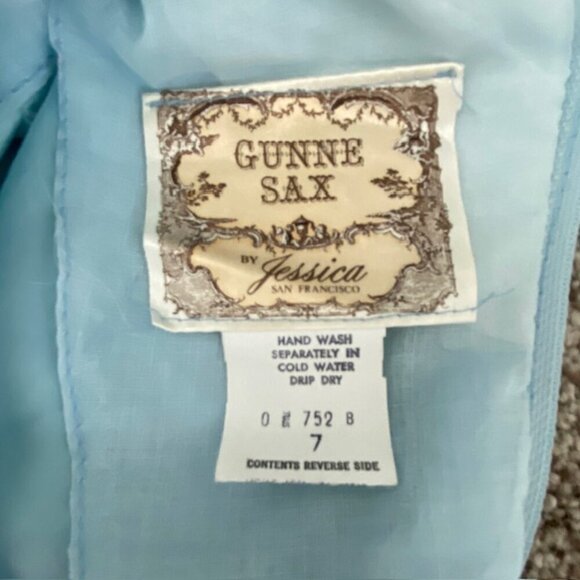 GUNNE
SAX
7
BY Jessica
SAN FRANCISCO
HAND WASH
SEPARATELY IN
COLD WATER
DRIP DRY
0 752 B
7
CONTENTS REVERSE SIDE